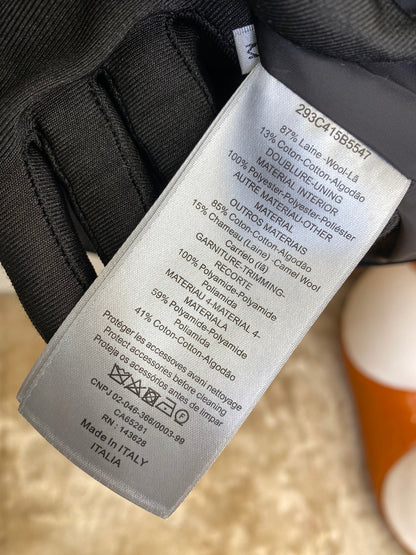 M
293C415B5547
87% Laine-Wool-Lã
13% Coton-Cotton-Algodão
DOUBLURE-LINING
MATERIAL INTERIOR
100% Polyester-Polyester-Poliéster
AUTRE MATERIAU-OTHER
MATERIAL
OUTROS MATERIAIS
85% Coton-Cotton-Algodão
15% Chameau (Laine) -Camel Wool
Camelo (lã)
GARNITURE-TRIMMING-
RECORTE
100% Polyamide-Polyamide
Poliamida
MATERIAU 4-MATERIAL 4-
MATERIALA
59% Polyamide-Polyamide
Poliamida
41% Coton-Cotton-Algodão
Protéger les accessoires avant nettoyage
Protect accessories before cleaning
Proteja os acessórios antes de limpar
CNPJ 02-046-366/0003-99
CA65281
RN : 143628
Made in ITALY
ITALIA